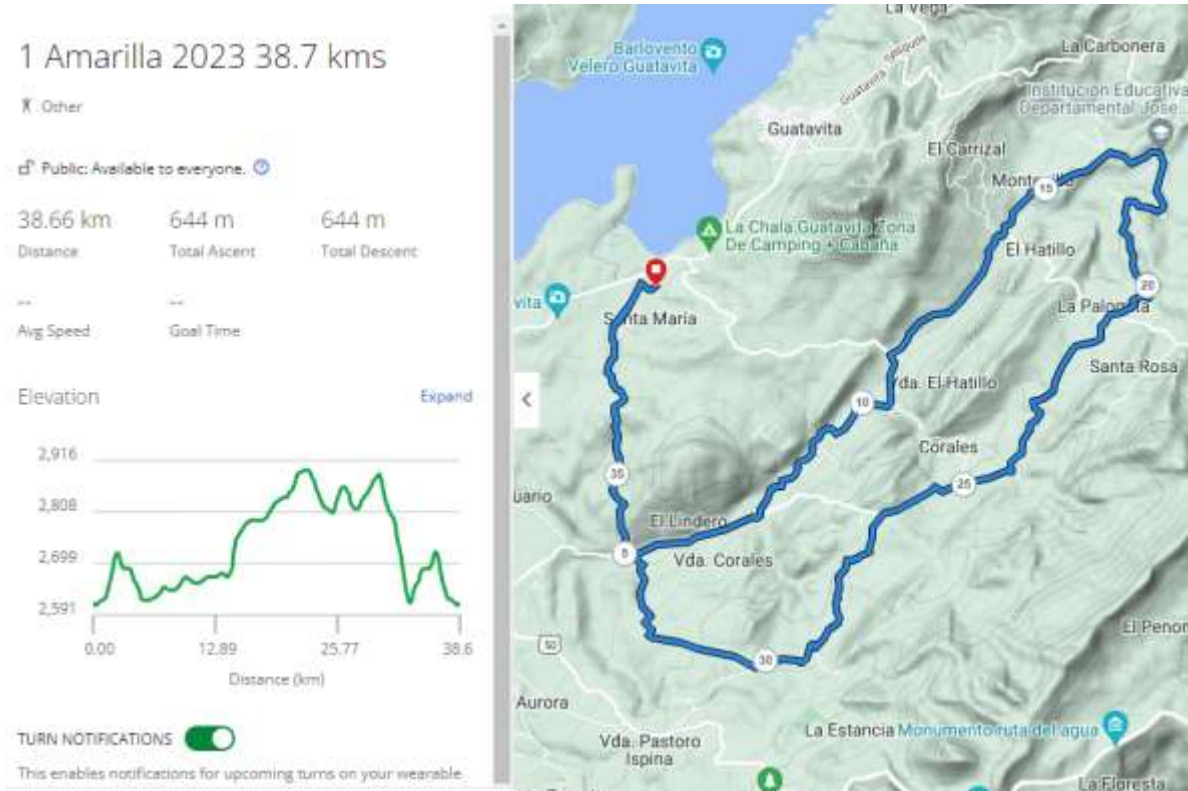 1 Amarilla 2023 38.7 kms
Other
Public: Available to everyone.
38.66 km
644 m
644 m
Distance
Total Ascent
Total Descent
--
--
Avg Speed
Goal Time
Elevation
Expand
2,916
2,808
2,699
2,591
0.00
12.89
25.77
38.6
Distance (km)
TURN NOTIFICATIONS
This enables notifications for upcoming turns on your wearable
La Vega
Barlovento
Velero Guatavita
La Carbonera
Institución Educativa
Departamental Jose...
Guatavita
El Carrizal
15
La Chala Guatavita Zona
De Camping + Cabaña
El Hatillo
vita
20
Santa Maria
La Paloma
Santa Rosa
Vda. El Hatillo
10
Corales
35
25
uario
El Lindero
5
Vda. Corales
El Peñon
50
30
Aurora
La Estancia
Monumento ruta del agua
Vda. Pastoro
Ispina
La Floresta